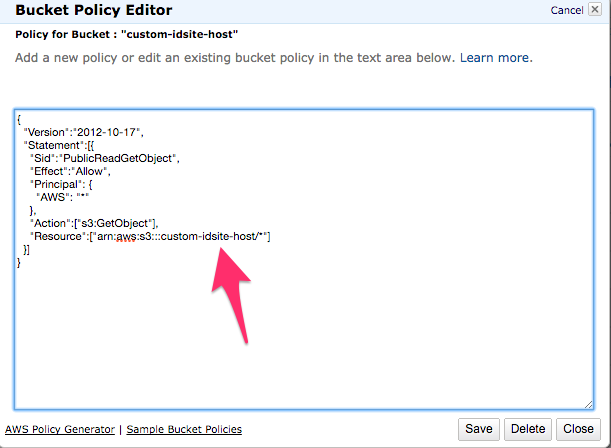 Bucket Policy Editor
Cancel
Policy for Bucket : "custom-idsite-host"
Add a new policy or edit an existing bucket policy in the text area below. Learn more.
{
"Version":"2012-10-17",
"Statement":[{
"Sid":"PublicReadGetObject",
"Effect":"Allow",
"Principal": {
"AWS": "*"
},
"Action":["s3:GetObject"],
"Resource":["arn:aws:s3:::custom-idsite-host/*"]
}]
}
AWS Policy Generator | Sample Bucket Policies
Save
Delete
Close